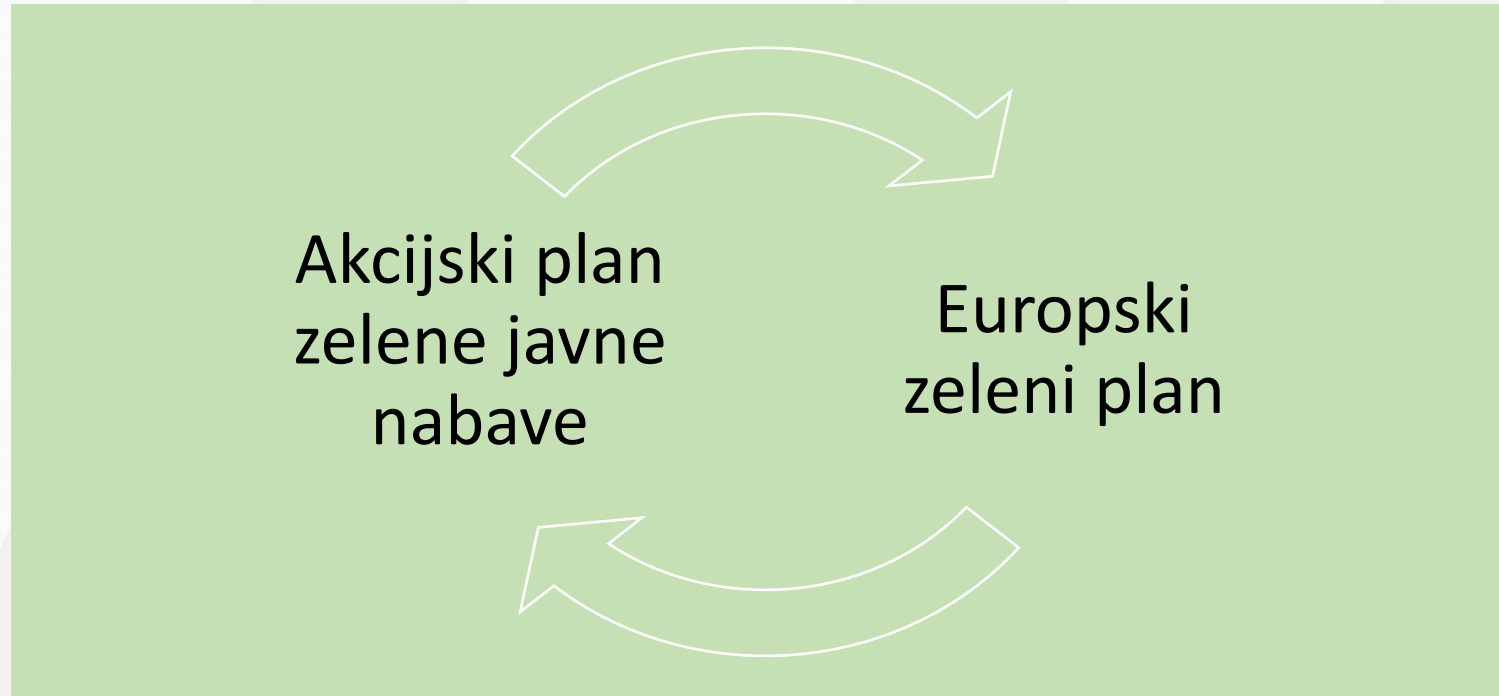 Akcijski plan
zelene javne
nabave
Europski
zeleni plan